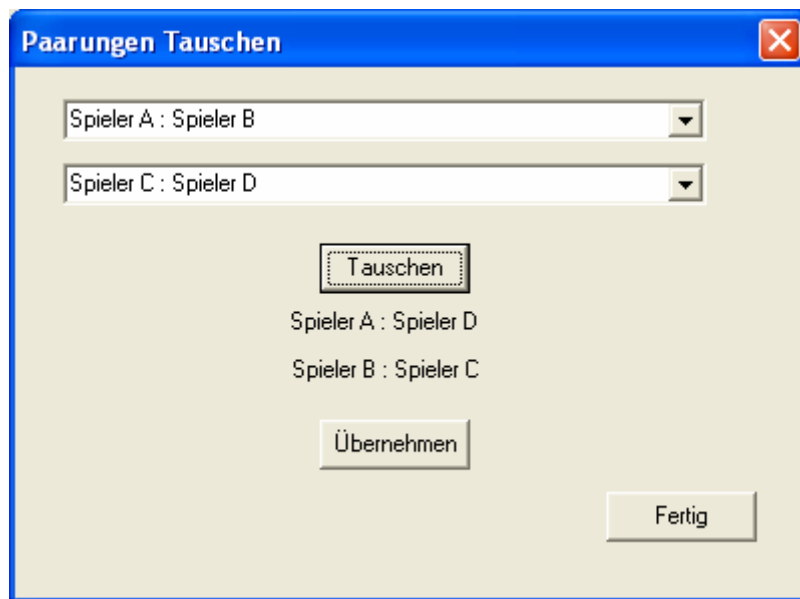 Paarungen Tauschen
Spieler A : Spieler B
Spieler C : Spieler D
Tauschen
Spieler A : Spieler D
Spieler B : Spieler C
Übernehmen
Fertig